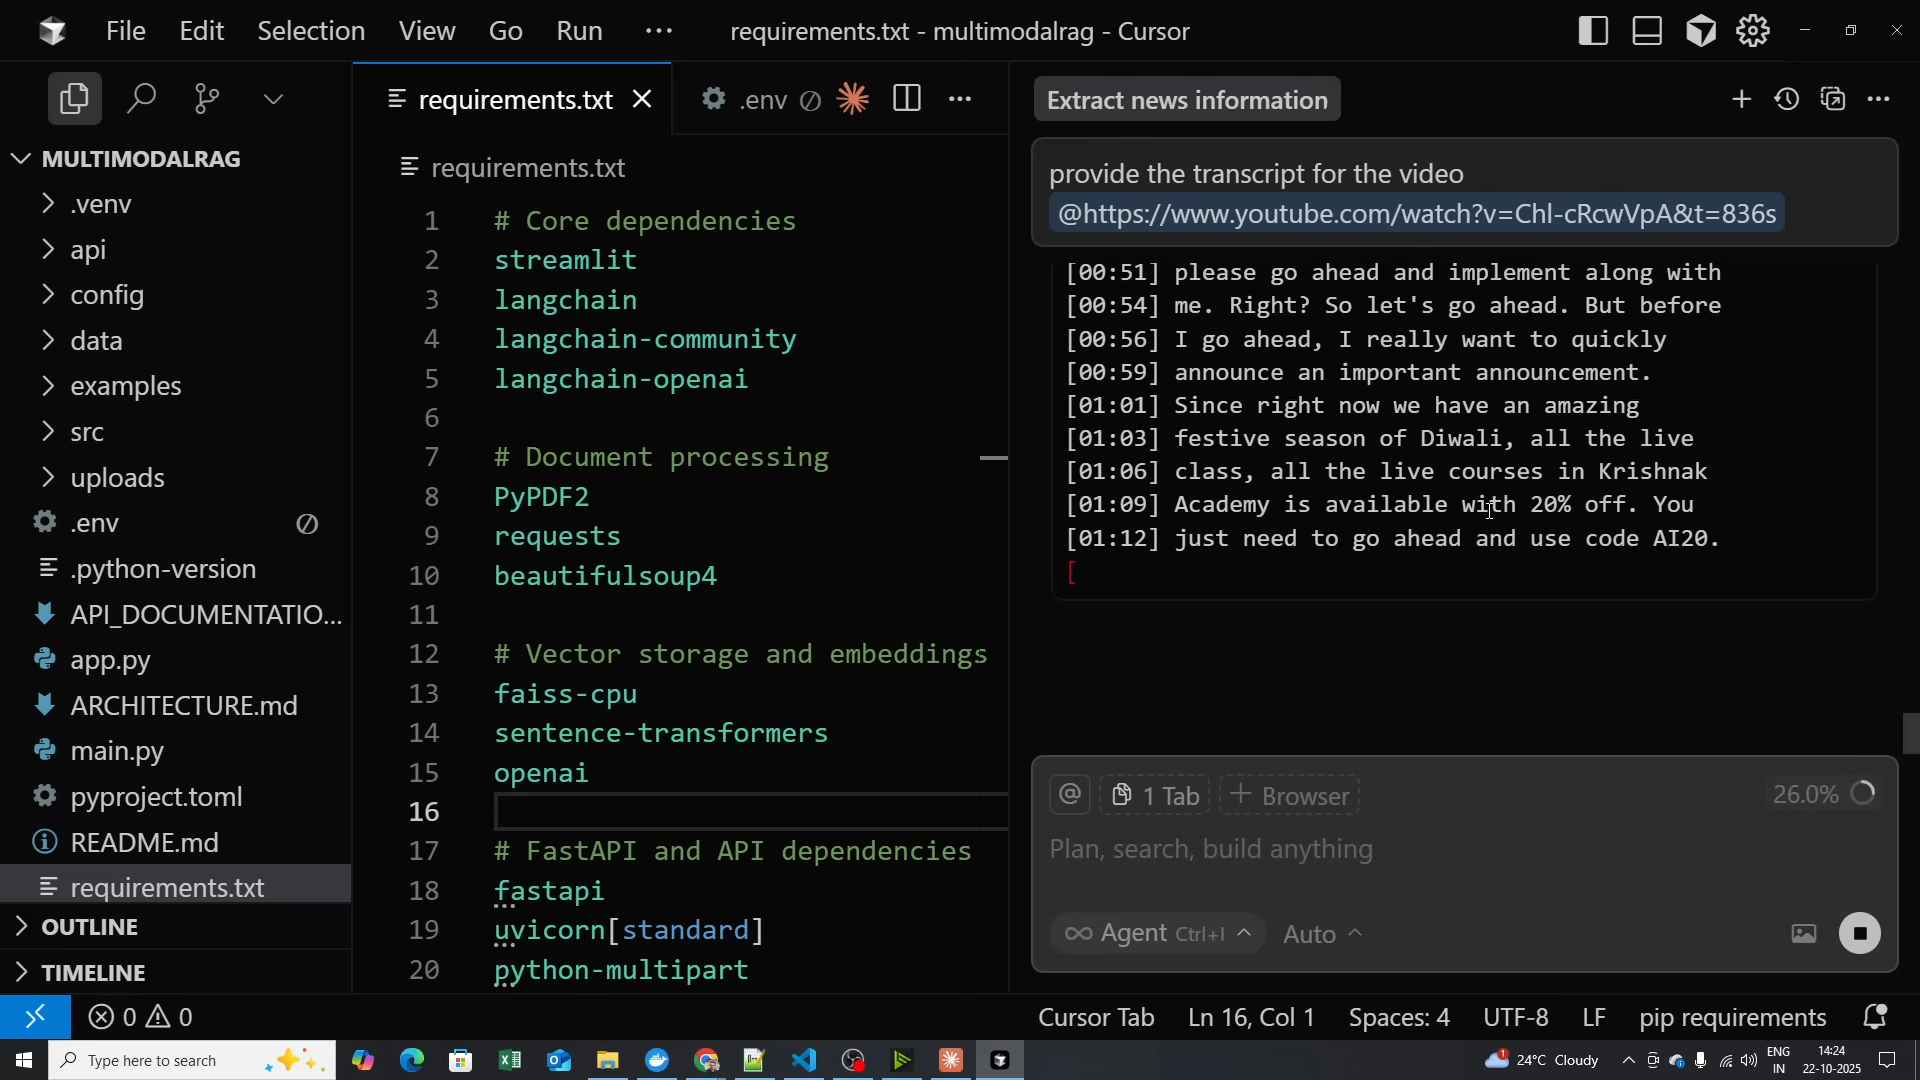 File Edit Selection View Go Run ··· requirements.txt - multimodalrag - Cursor
MULTIMODALRAG
.venv
api
config
data
examples
src
uploads
.env
.python-version
API_DOCUMENTATIO...
app.py
ARCHITECTURE.md
main.py
pyproject.toml
README.md
requirements.txt
OUTLINE
TIMELINE
requirements.txt .env ···
requirements.txt
1 # Core dependencies
2 streamlit
3 langchain
4 langchain-community
5 langchain-openai
6
7 # Document processing
8 PyPDF2
9 requests
10 beautifulsoup4
11
12 # Vector storage and embeddings
13 faiss-cpu
14 sentence-transformers
15 openai
16
17 # FastAPI and API dependencies
18 fastapi
19 uvicorn[standard]
20 python-multipart
Extract news information
provide the transcript for the video
@https://www.youtube.com/watch?v=Chl-cRcwVpA&t=836s
[00:51] please go ahead and implement along with
[00:54] me. Right? So let's go ahead. But before
[00:56] I go ahead, I really want to quickly
[00:59] announce an important announcement.
[01:01] Since right now we have an amazing
[01:03] festive season of Diwali, all the live
[01:06] class, all the live courses in Krishnak
[01:09] Academy is available with 20% off. You
[01:12] just need to go ahead and use code AI20.
[
@ 1 Tab + Browser 26.0%
Plan, search, build anything
Agent Ctrl+I Auto
0 0 Cursor Tab Ln 16, Col 1 Spaces: 4 UTF-8 LF pip requirements
Type here to search 1 24°C Cloudy ENG 14:24
IN 22-10-2025